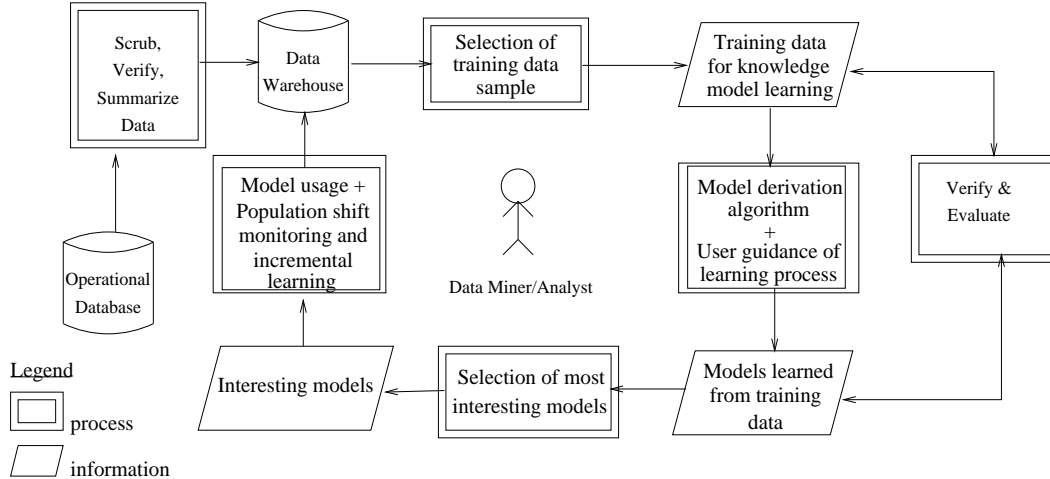 Scrub,
Verify,
Summarize
Data
Data
Warehouse
Selection of
training data
sample
Training data
for knowledge
model learning
Model usage +
Population shift
monitoring and
incremental
learning
Model derivation
algorithm
+
User guidance of
learning process
Verify &
Evaluate
Operational
Database
Data Miner/Analyst
Interesting models
Selection of most
interesting models
Models learned
from training
data
Legend
process
information